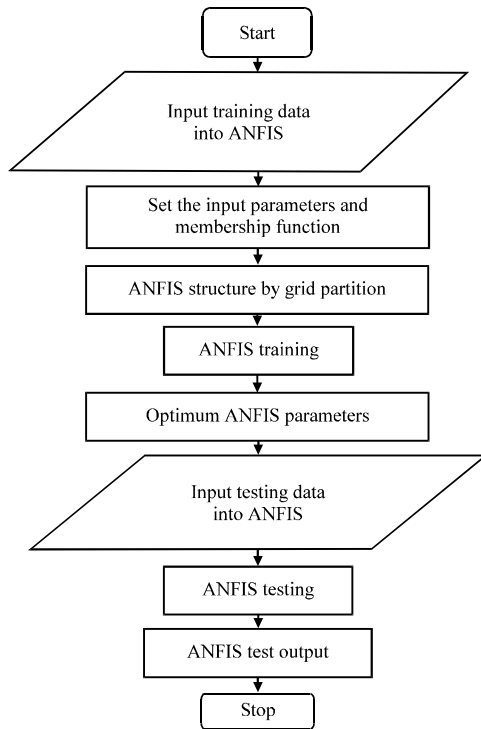 Start
Input training data
into ANFIS
Set the input parameters and
membership function
ANFIS structure by grid partition
ANFIS training
Optimum ANFIS parameters
Input testing data
into ANFIS
ANFIS testing
ANFIS test output
Stop